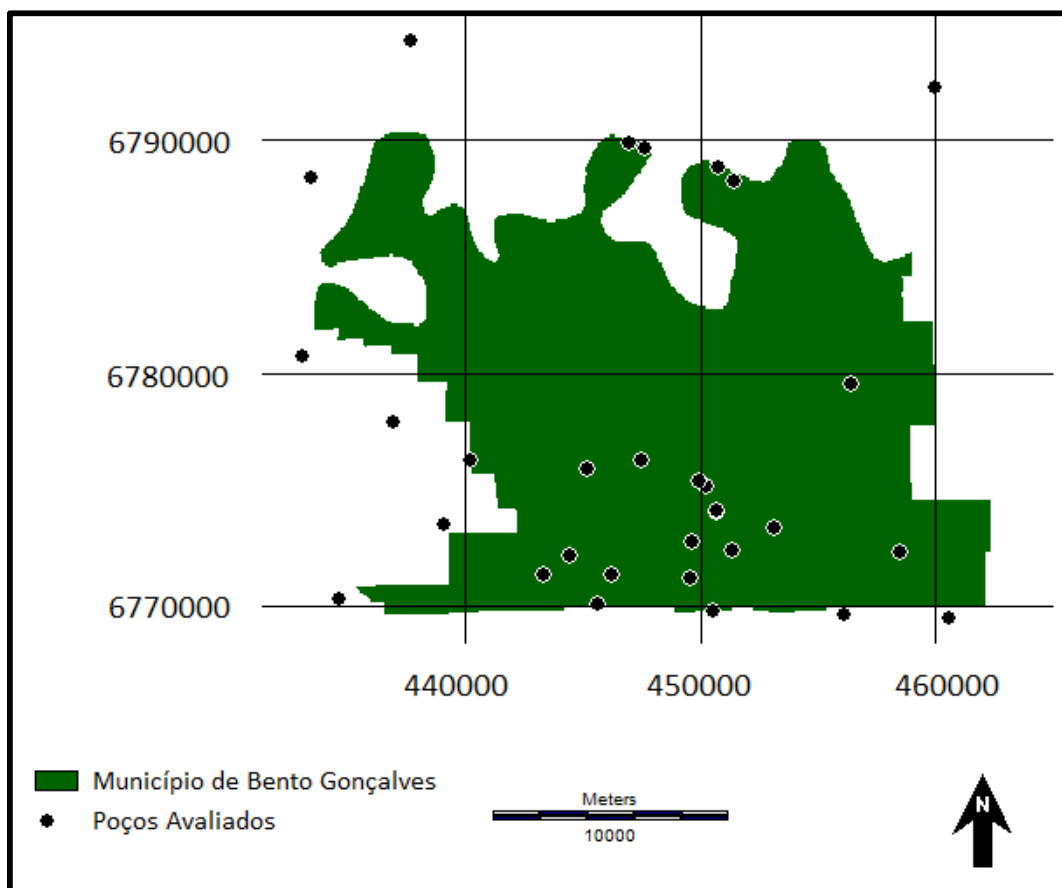 6790000
6780000
6770000
440000 450000 460000
Município de Bento Gonçalves
Poços Avaliados
Meters
10000
N